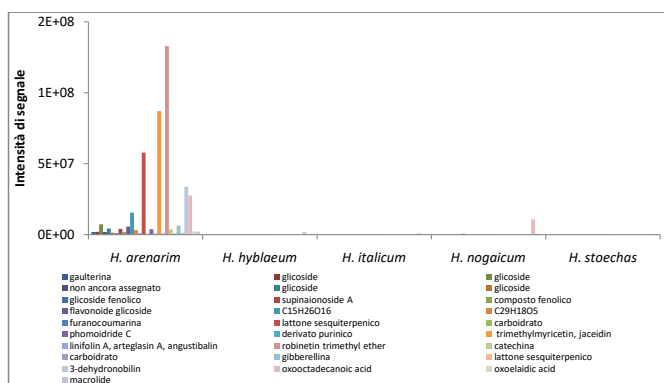 2E+08
1E+08
5E+07
0E+00
Intensità di segnale
H. arenarim H. hyblaeum H. italicum H. nogaicum H. stoechas
gaulterina glicoside glicoside
non ancora assegnato glicoside glicoside
glicoside fenolico supinaionoside A composto fenolico
flavonoide glicoside C15H26O16 C29H18O5
furanocoumarina lattone sesquiterpenico carboidrato
phomoidride C derivato purinico trimethylmyricetin, jaceidin
linifolin A, arteglasin A, angustibalin robinetin trimethyl ether catechina
carboidrato gibberellina lattone sesquiterpenico
3-dehydronobilin oxooctadecanoic acid oxoelaidic acid
macrolide